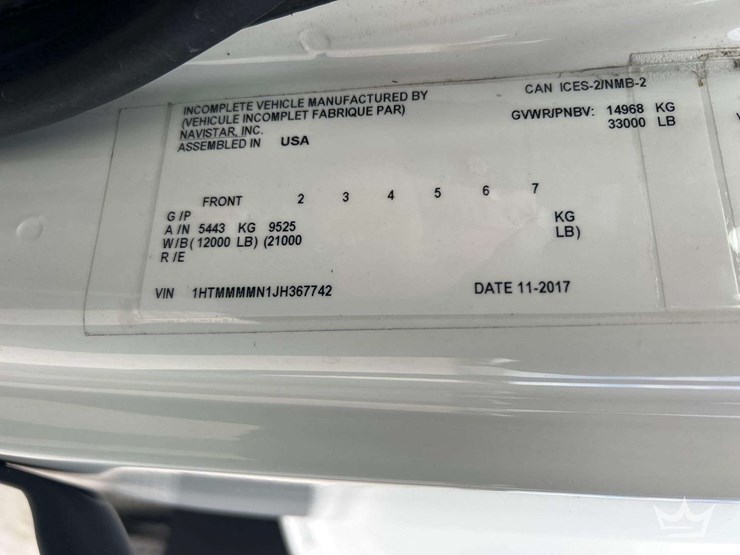 INCOMPLETE VEHICLE MANUFACTURED BY
(VEHICULE INCOMPLET FABRIQUE PAR)
NAVISTAR, INC.
ASSEMBLED IN USA
CAN ICES-2/NMB-2
GVWR/PNBV: 14968 KG
33000 LB
FRONT 2 3 4 5 6 7
G /P
A /N 5443 KG 9525 KG
W/B (12000 LB) (21000 LB)
R /E
VIN 1HTMMMMN1JH367742 DATE 11-2017